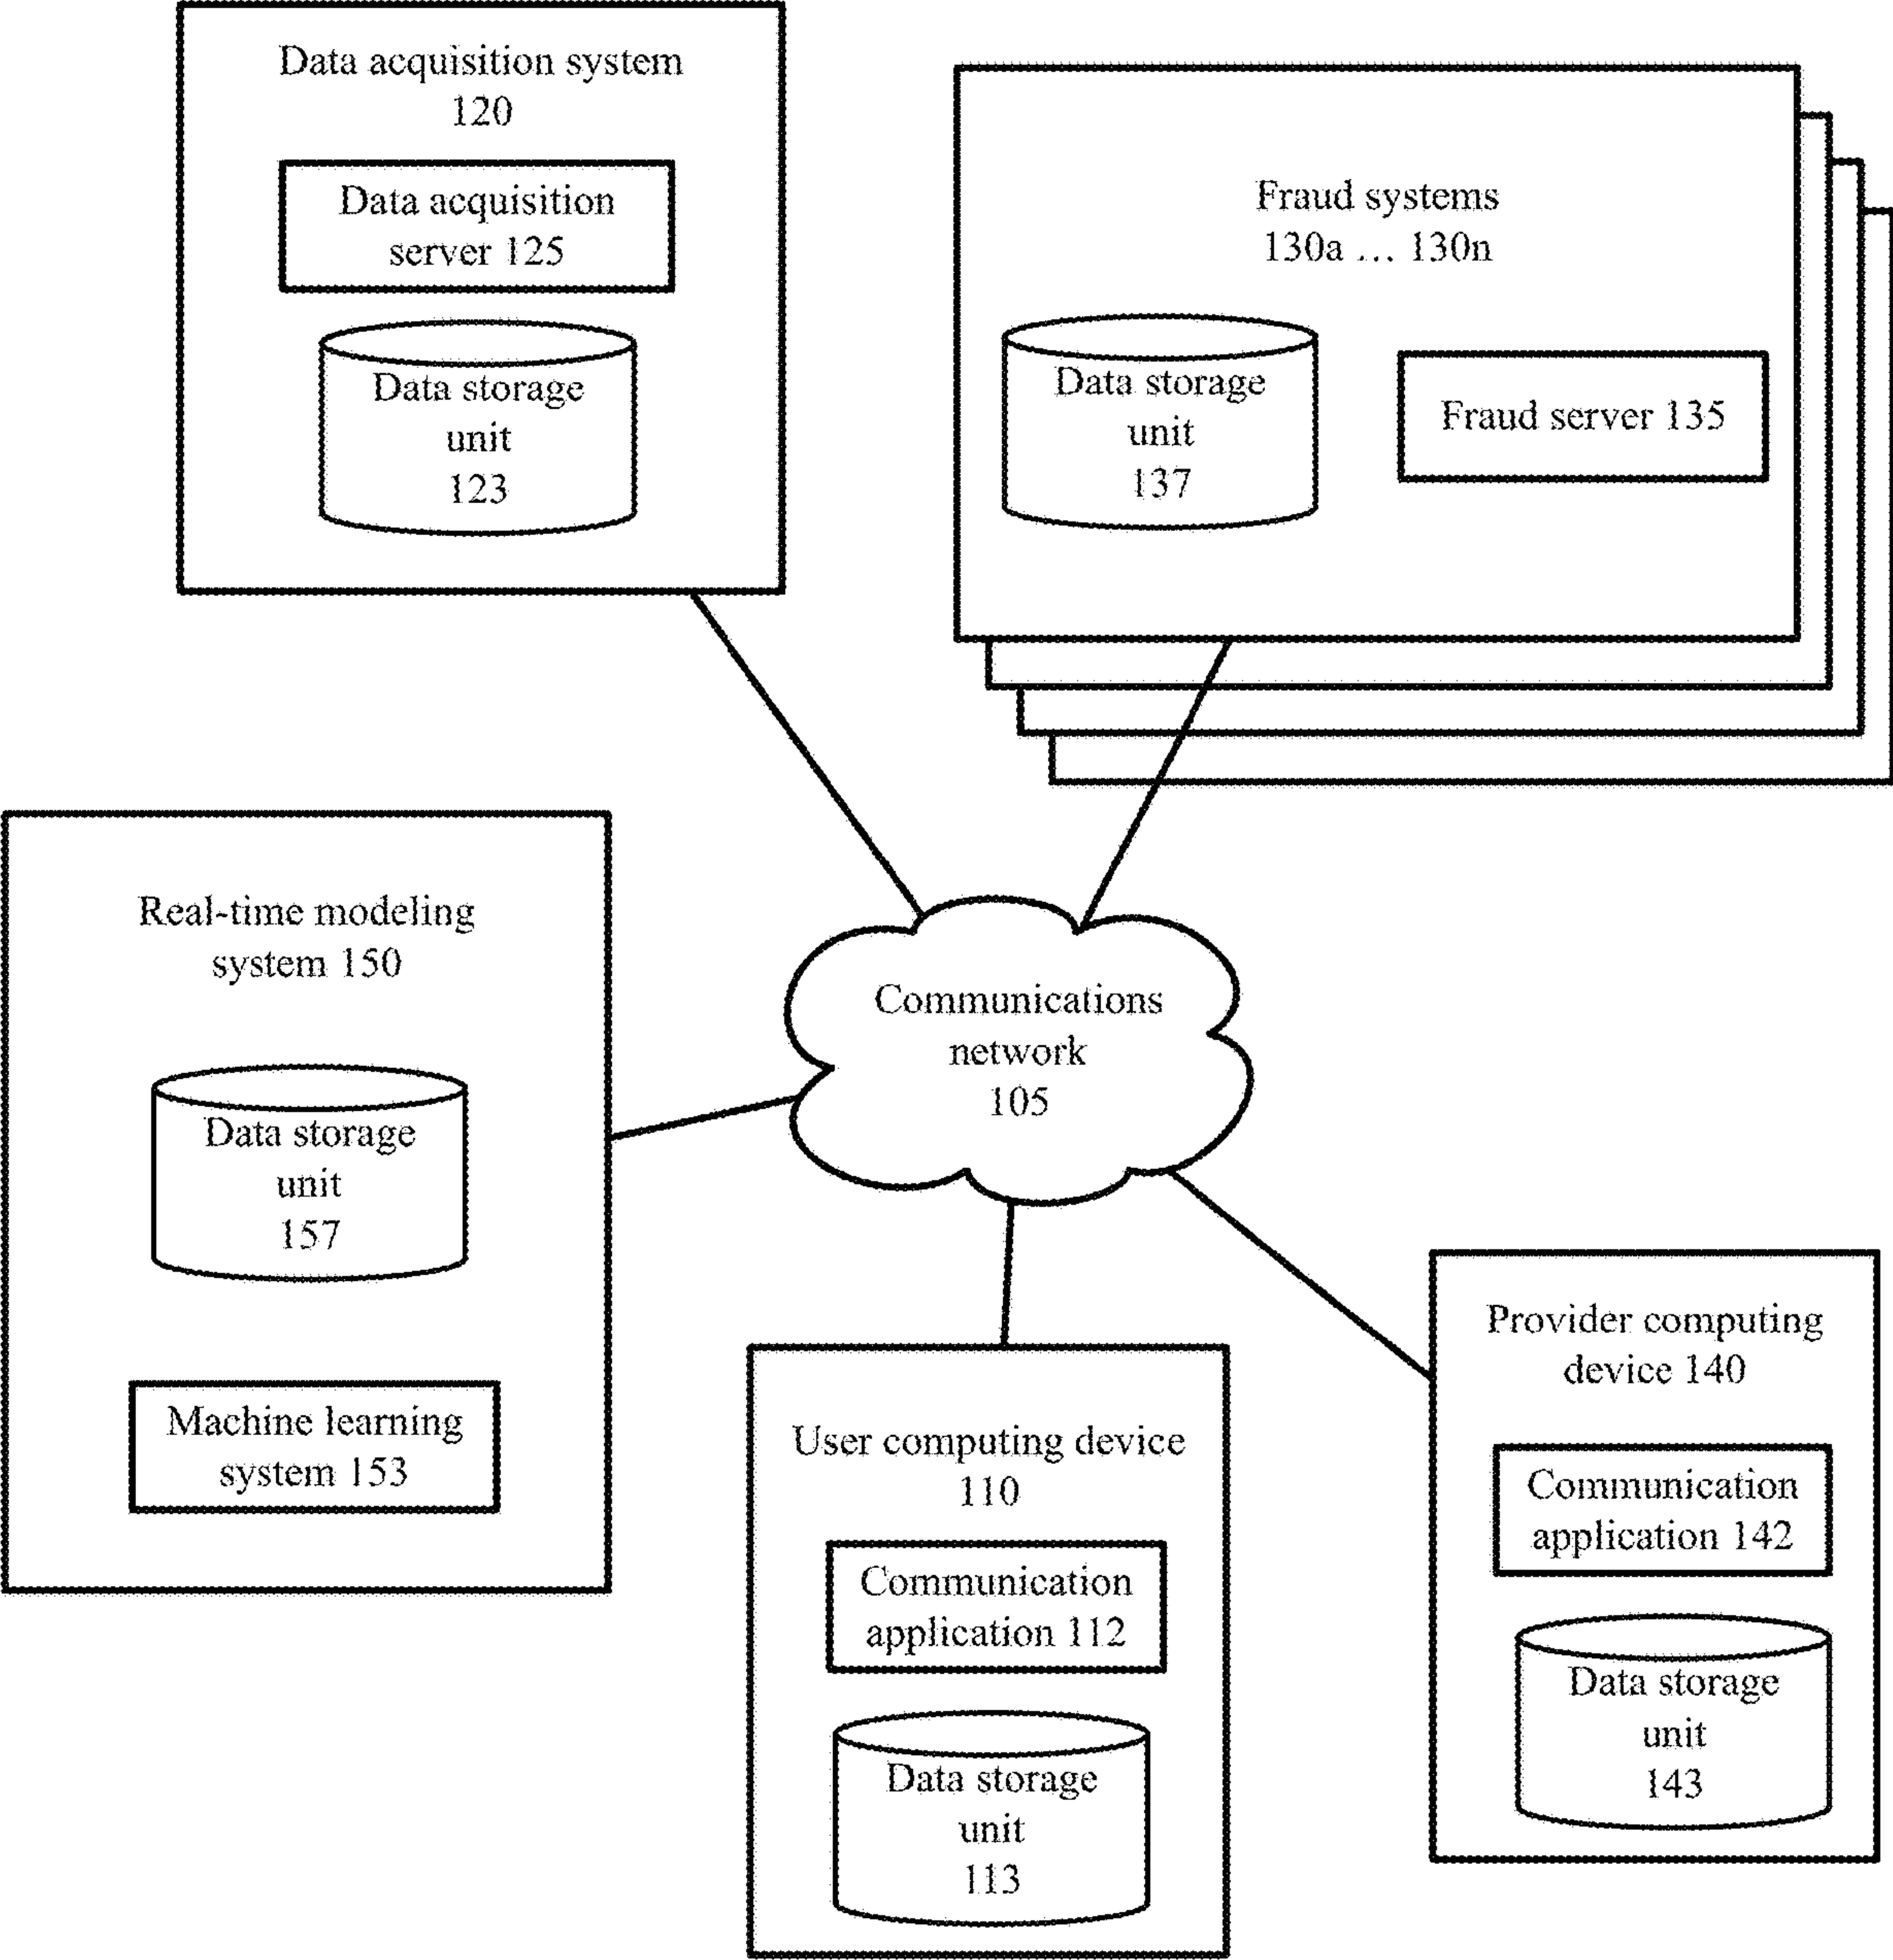 Data acquisition system
120
Data acquisition
server 125
Data storage
unit
123
Fraud systems
130a ... 130n
Data storage
unit
137
Fraud server 135
Real-time modeling
system 150
Data storage
unit
157
Machine learning
system 153
Communications
network
105
User computing device
110
Communication
application 112
Data storage
unit
113
Provider computing
device 140
Communication
application 142
Data storage
unit
143